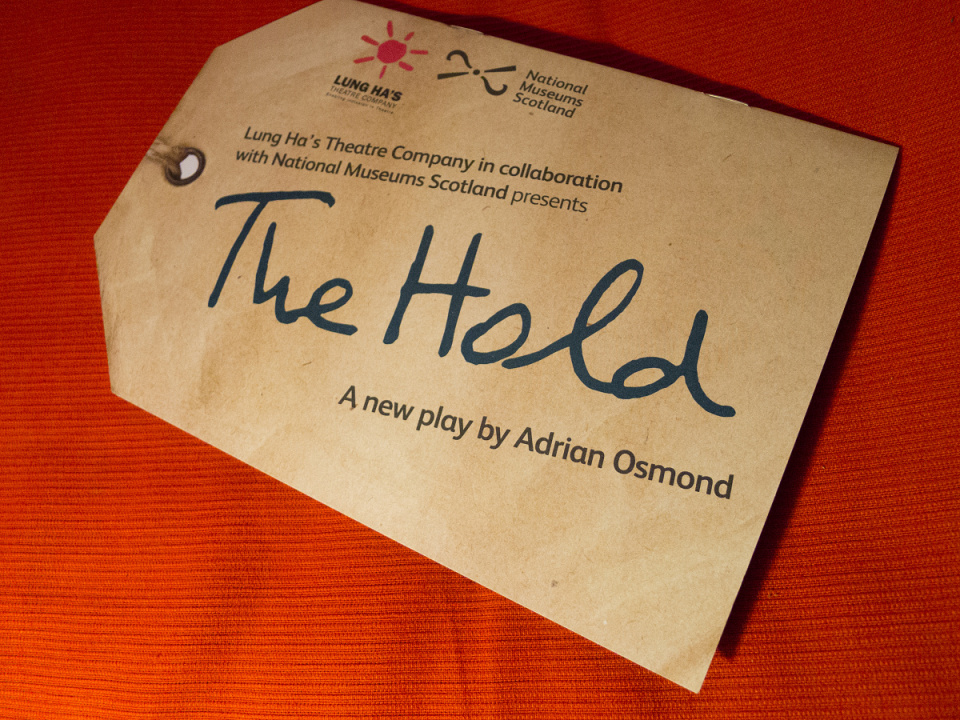 LUNG HA'S
THEATRE COMPANY
National
Museums
Scotland
Lung Ha's Theatre Company in collaboration
with National Museums Scotland presents
The Hold
A new play by Adrian Osmond